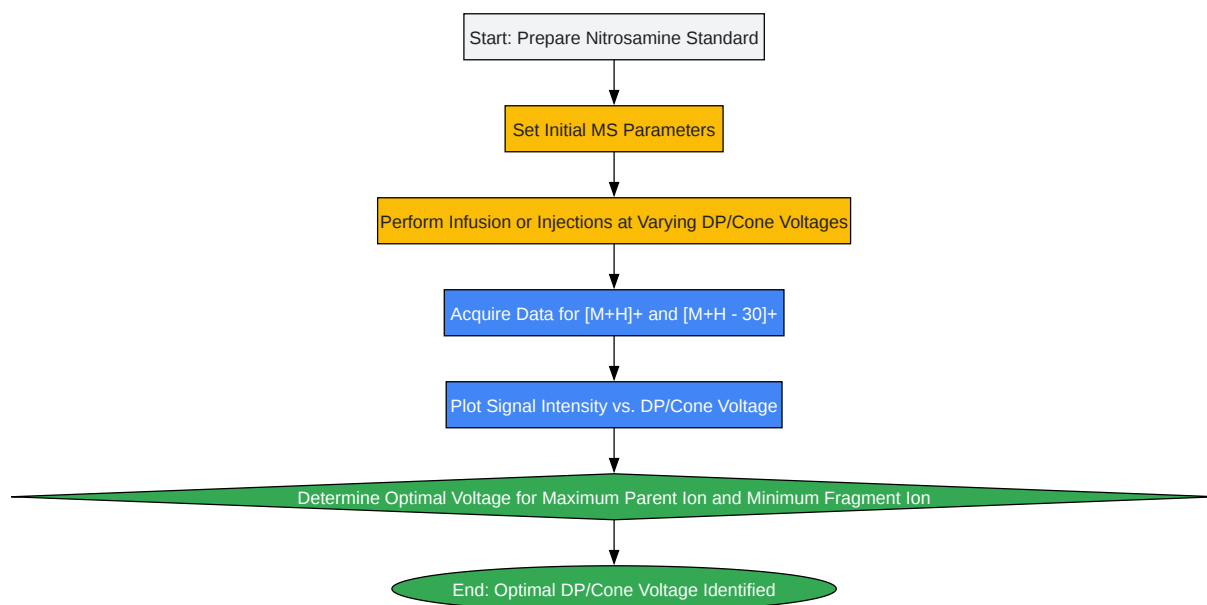 Start: Prepare Nitrosamine Standard
Set Initial MS Parameters
Perform Infusion or Injections at Varying DP/Cone Voltages
Acquire Data for [M+H]+ and [M+H - 30]+
Plot Signal Intensity vs. DP/Cone Voltage
Determine Optimal Voltage for Maximum Parent Ion and Minimum Fragment Ion
End: Optimal DP/Cone Voltage Identified